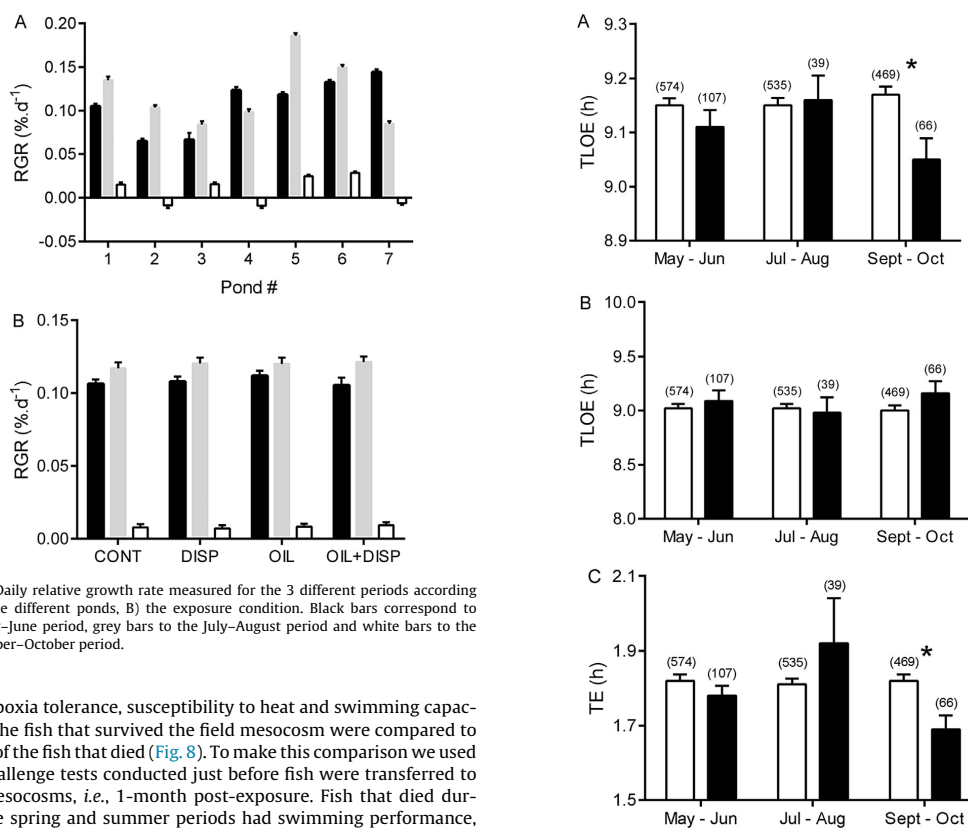 A
0.20
0.15
0.10
0.05
0.00
-0.05
RGR (%.d⁻¹)
1 2 3 4 5 6 7
Pond #
B
0.15
0.10
0.05
0.00
RGR (%.d⁻¹)
CONT DISP OIL OIL+DISP
Daily relative growth rate measured for the 3 different periods according
e different ponds, B) the exposure condition. Black bars correspond to
–June period, grey bars to the July–August period and white bars to the
ber–October period.
poxia tolerance, susceptibility to heat and swimming capac-
he fish that survived the field mesocosm were compared to
of the fish that died (Fig. 8). To make this comparison we used
allenge tests conducted just before fish were transferred to
esocosms, i.e., 1-month post-exposure. Fish that died dur-
e spring and summer periods had swimming performance,
A
9.3
9.2
9.1
9.0
8.9
TLOE (h)
(574) (107) (535) (39) (469) * (66)
May - Jun Jul - Aug Sept - Oct
B
10.0
9.5
9.0
8.5
8.0
TLOE (h)
(574) (107) (535) (39) (469) (66)
May - Jun Jul - Aug Sept - Oct
C
2.1
1.9
1.7
1.5
TE (h)
(574) (107) (535) (39) (469) * (66)
May - Jun Jul - Aug Sept - Oct